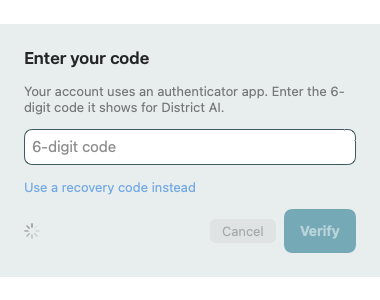 Enter your code
Your account uses an authenticator app. Enter the 6-
digit code it shows for District AI.
6-digit code
Use a recovery code instead
Cancel
Verify